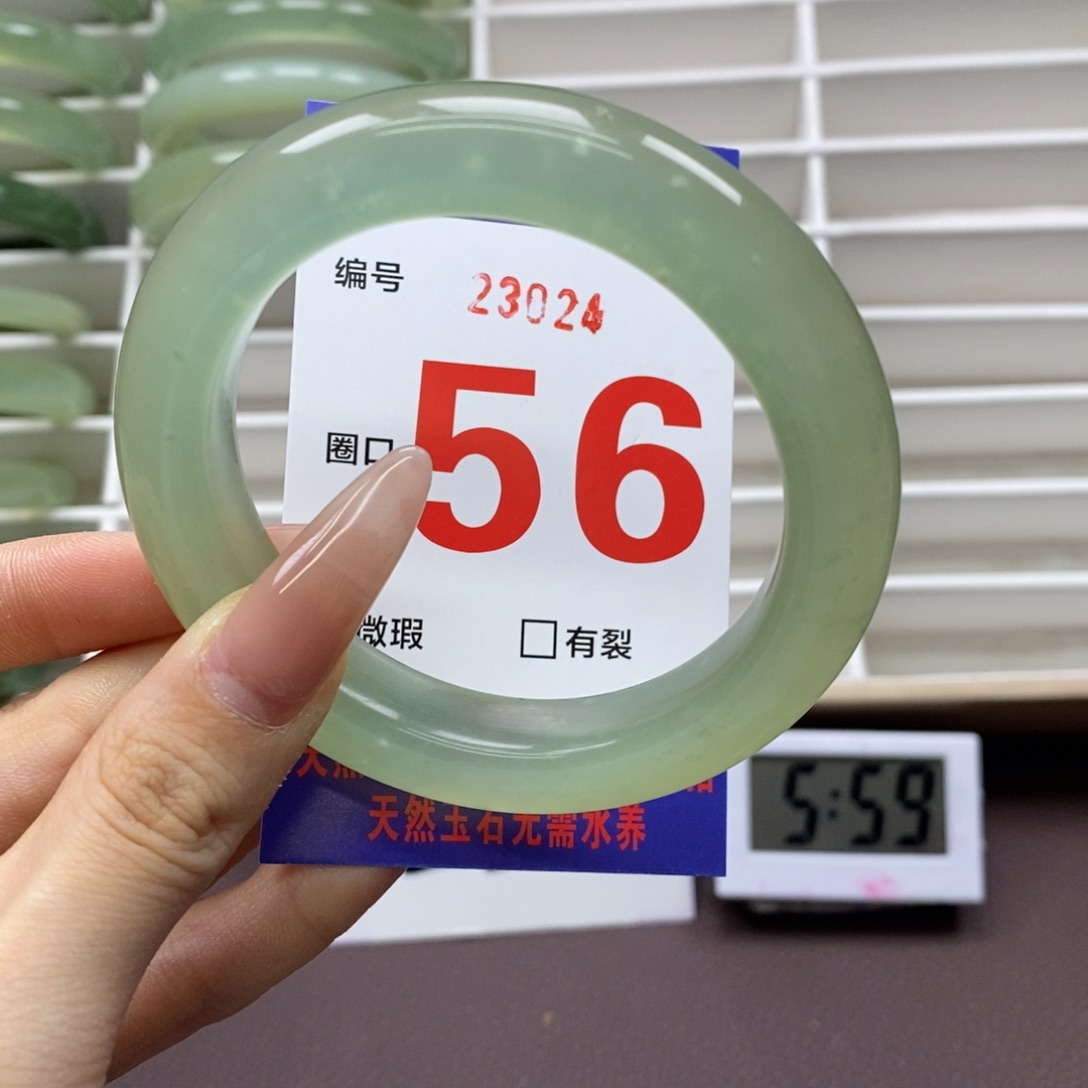 编号 23024
圈口 56
微瑕 有裂
天然玉石无需水养
5:59